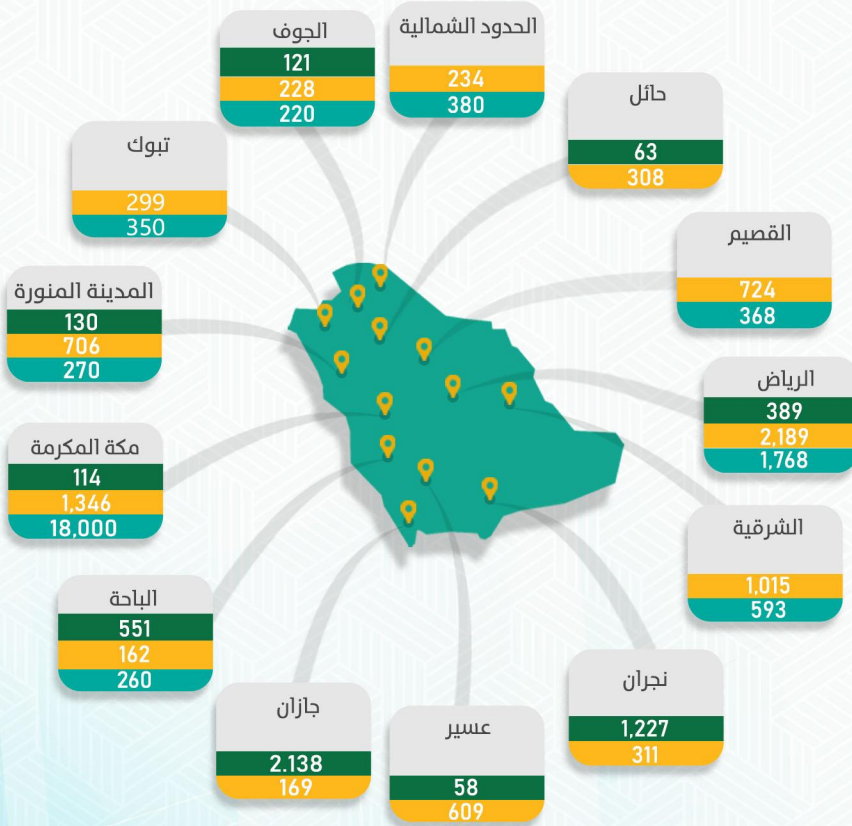 الحدود الشمالية
234
380
الجوف
121
228
220
حائل
63
308
تبوك
299
350
القصيم
724
368
المدينة المنورة
130
706
270
الرياض
389
2,189
1,768
مكة المكرمة
114
1,346
18,000
الشرقية
1,015
593
الباحة
551
162
260
نجران
1,227
311
جازان
2.138
169
عسير
58
609